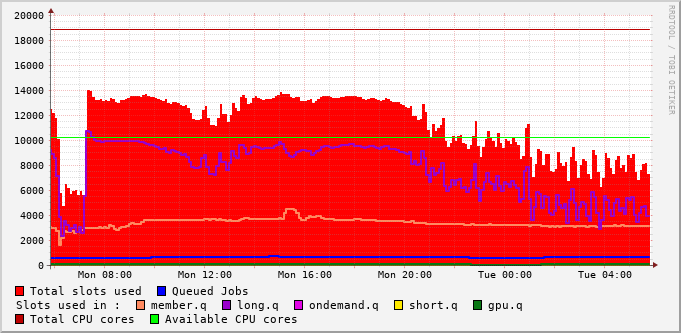 20000
18000
16000
14000
12000
10000
8000
6000
4000
2000
0
Mon 08:00 Mon 12:00 Mon 16:00 Mon 20:00 Tue 00:00 Tue 04:00
RRDTOOL / TOBI OETIKER
Total slots used Queued Jobs
Slots used in : member.q long.q ondemand.q short.q gpu.q
Total CPU cores Available CPU cores